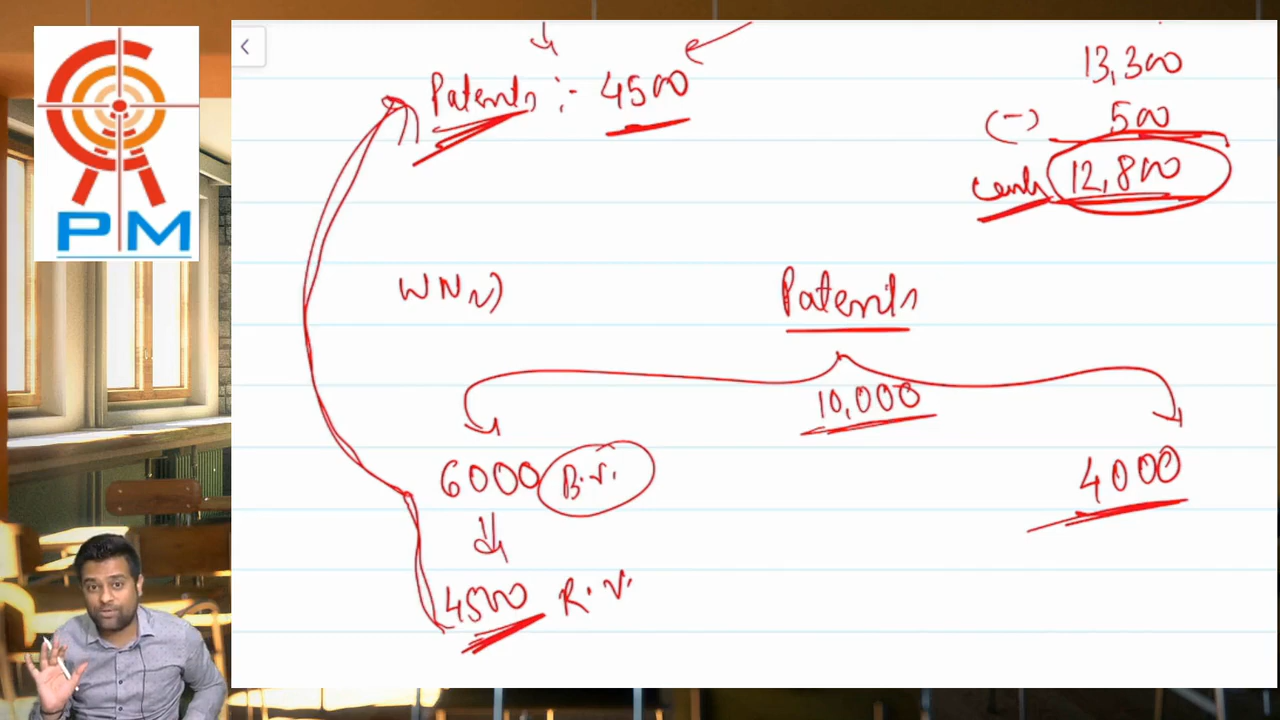 PM
Patents :- 4500
13,300
(-) 500
Cash 12,800
WN
Patents
10,000
6000 B.V.
4000
4500 R.V.